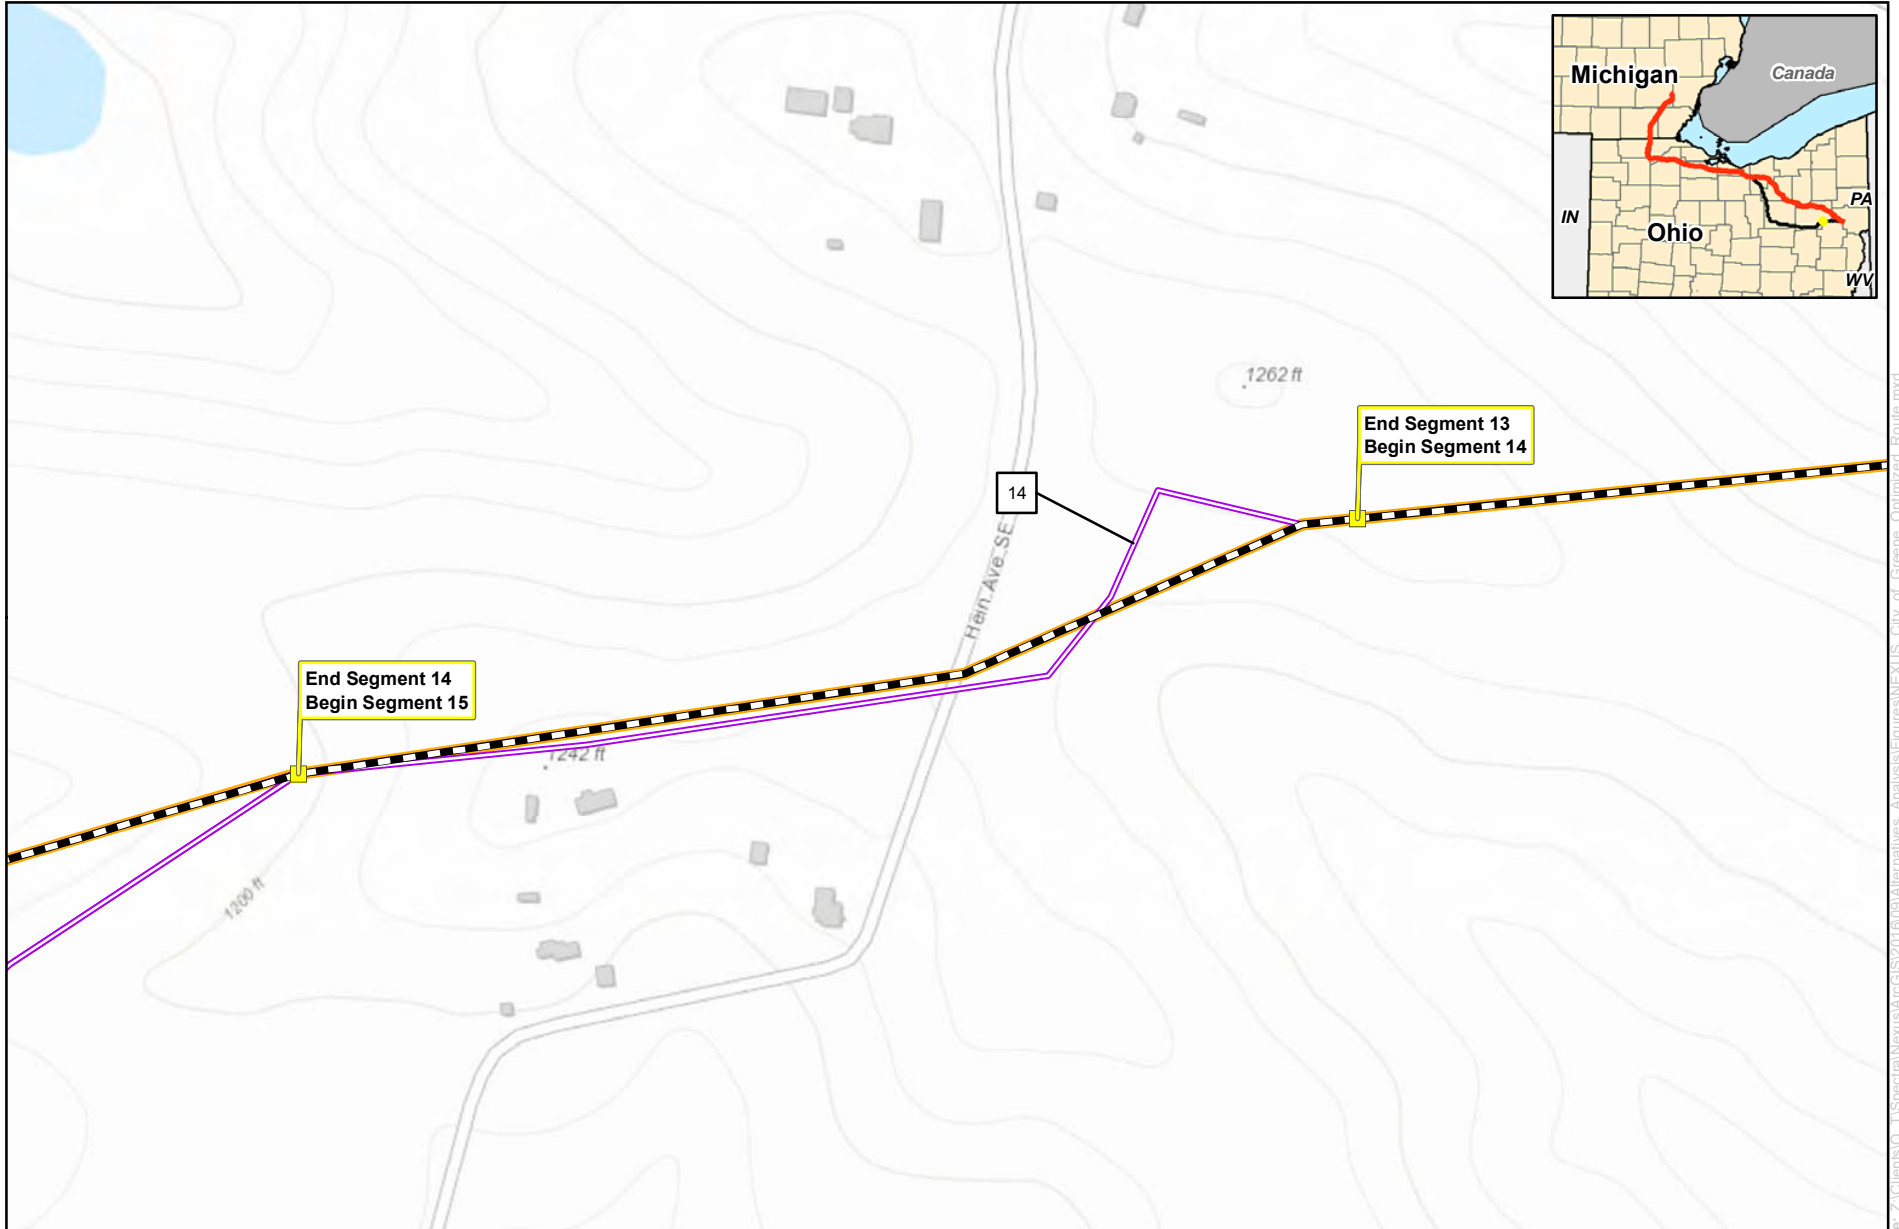 Michigan
Canada
PA
IN
Ohio
WV
1262 ft
End Segment 13
Begin Segment 14
14
Hein Ave SE
End Segment 14
Begin Segment 15
1242 ft
1200 ft